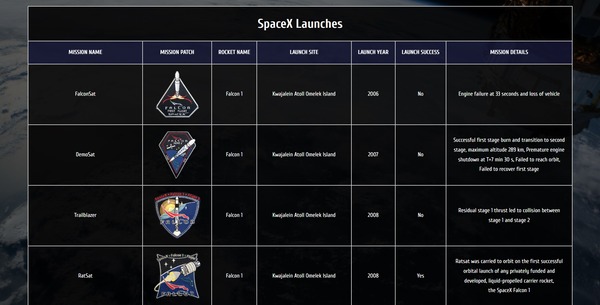 SpaceX Launches
MISSION NAME MISSION PATCH ROCKET NAME LAUNCH SITE LAUNCH YEAR LAUNCH SUCCESS MISSION DETAILS
FalconSat Falcon 1 Kwajalein Atoll Omelek Island 2006 No Engine failure at 33 seconds and loss of vehicle
FALCON
DemoSat Falcon 1 Kwajalein Atoll Omelek Island 2007 No
Successful first stage burn and transition to second
stage, maximum altitude 289 km, Premature engine
shutdown at T+7 min 30 s, Failed to reach orbit,
Failed to recover first stage
Trailblazer Falcon 1 Kwajalein Atoll Omelek Island 2008 No
Residual stage 1 thrust led to collision between
stage 1 and stage 2
RatSat Falcon 1 Kwajalein Atoll Omelek Island 2008 Yes
Ratsat was carried to orbit on the first successful
orbital launch of any privately funded and
developed, liquid-propelled carrier rocket,
the SpaceX Falcon 1